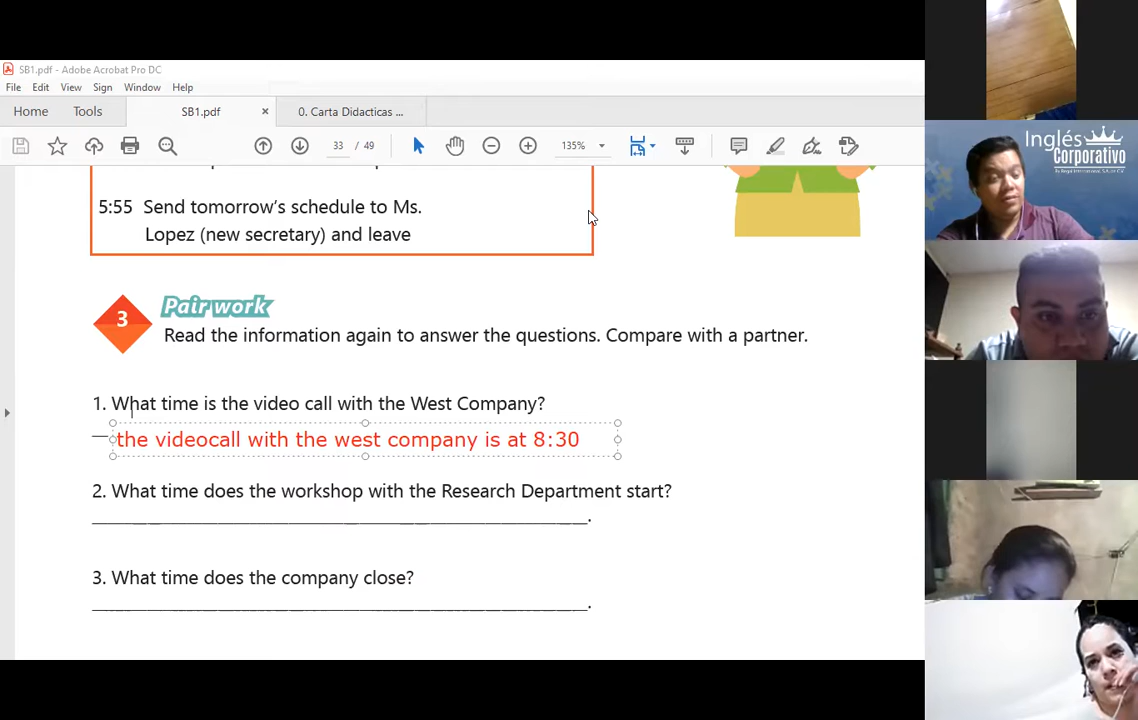 SB1.pdf - Adobe Acrobat Pro DC
File Edit View Sign Window Help
Home Tools SB1.pdf × 0. Carta Didacticas ...
33 / 49 135%
5:55 Send tomorrow's schedule to Ms.
Lopez (new secretary) and leave
3 Pair work
Read the information again to answer the questions. Compare with a partner.
1. What time is the video call with the West Company?
the videocall with the west company is at 8:30
2. What time does the workshop with the Research Department start?
3. What time does the company close?
Inglés
Corporativo